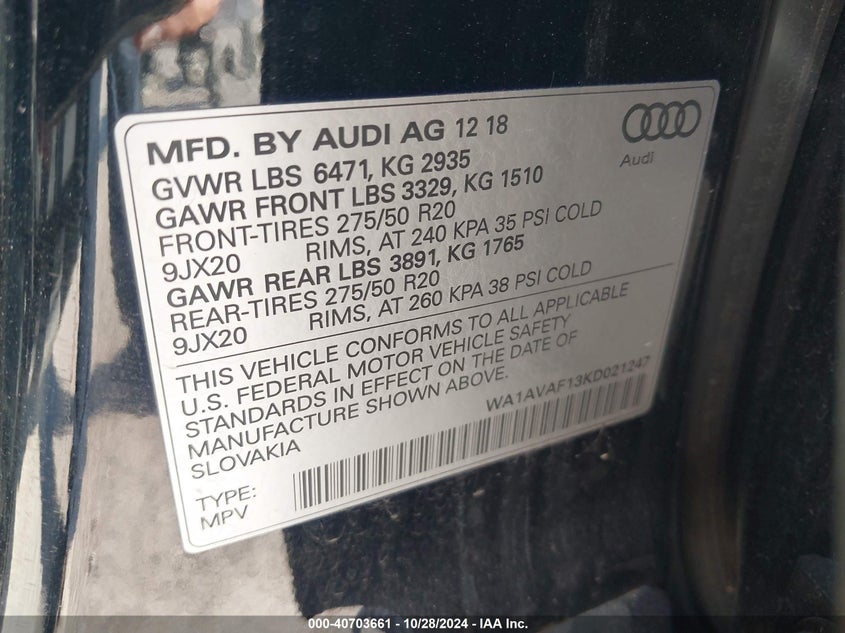 MFD. BY AUDI AG 12 18
Audi
GVWR LBS 6471, KG 2935
GAWR FRONT LBS 3329, KG 1510
FRONT-TIRES 275/50 R20
9JX20 RIMS, AT 240 KPA 35 PSI COLD
GAWR REAR LBS 3891, KG 1765
REAR-TIRES 275/50 R20
9JX20 RIMS, AT 260 KPA 38 PSI COLD
THIS VEHICLE CONFORMS TO ALL APPLICABLE
U.S. FEDERAL MOTOR VEHICLE SAFETY
STANDARDS IN EFFECT ON THE DATE OF
MANUFACTURE SHOWN ABOVE.
SLOVAKIA
WA1AVAF13KD021247
TYPE:
MPV
000-40703661 - 10/28/2024 - IAA Inc.